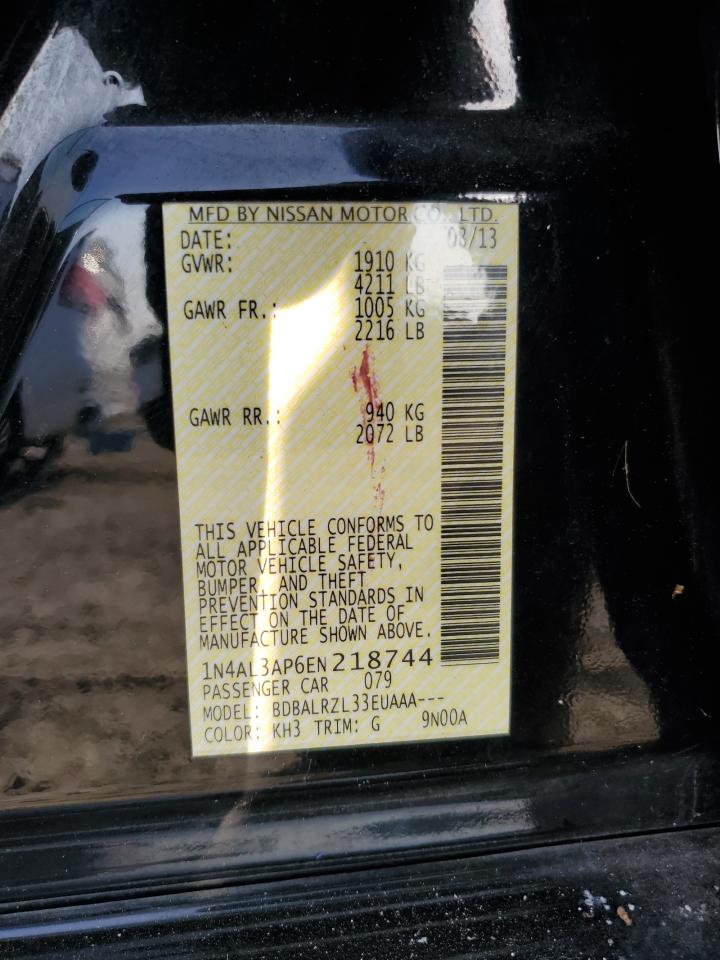 MFD BY NISSAN MOTOR CO., LTD.
DATE: 08/13
GVWR: 1910 KG
4211 LB
GAWR FR.: 1005 KG
2216 LB
GAWR RR.: 940 KG
2072 LB
THIS VEHICLE CONFORMS TO
ALL APPLICABLE FEDERAL
MOTOR VEHICLE SAFETY,
BUMPER, AND THEFT
PREVENTION STANDARDS IN
EFFECT ON THE DATE OF
MANUFACTURE SHOWN ABOVE.
1N4AL3AP6EN218744
PASSENGER CAR 079
MODEL: BDBALRZL33EUAAA---
COLOR: KH3 TRIM: G 9N00A